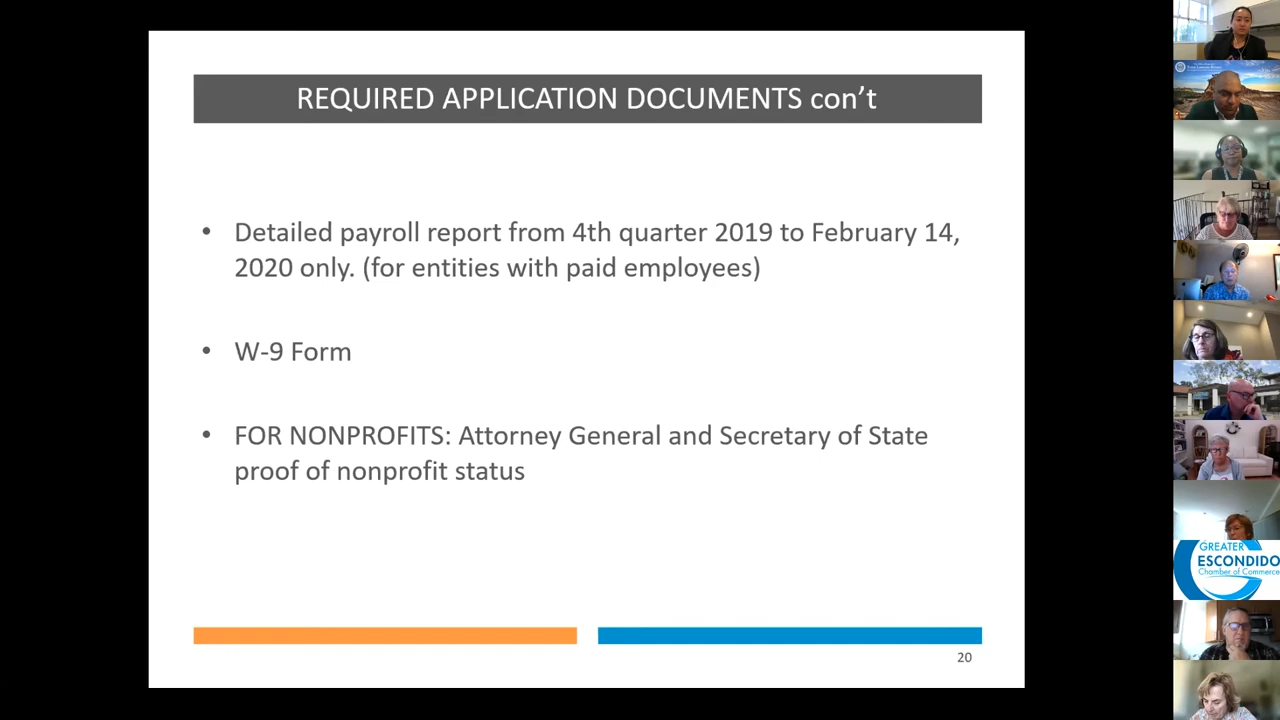 REQUIRED APPLICATION DOCUMENTS con’t
• Detailed payroll report from 4th quarter 2019 to February 14,
2020 only. (for entities with paid employees)
• W-9 Form
• FOR NONPROFITS: Attorney General and Secretary of State
proof of nonprofit status
20
GREATER
ESCONDIDO
Chamber of Commerce